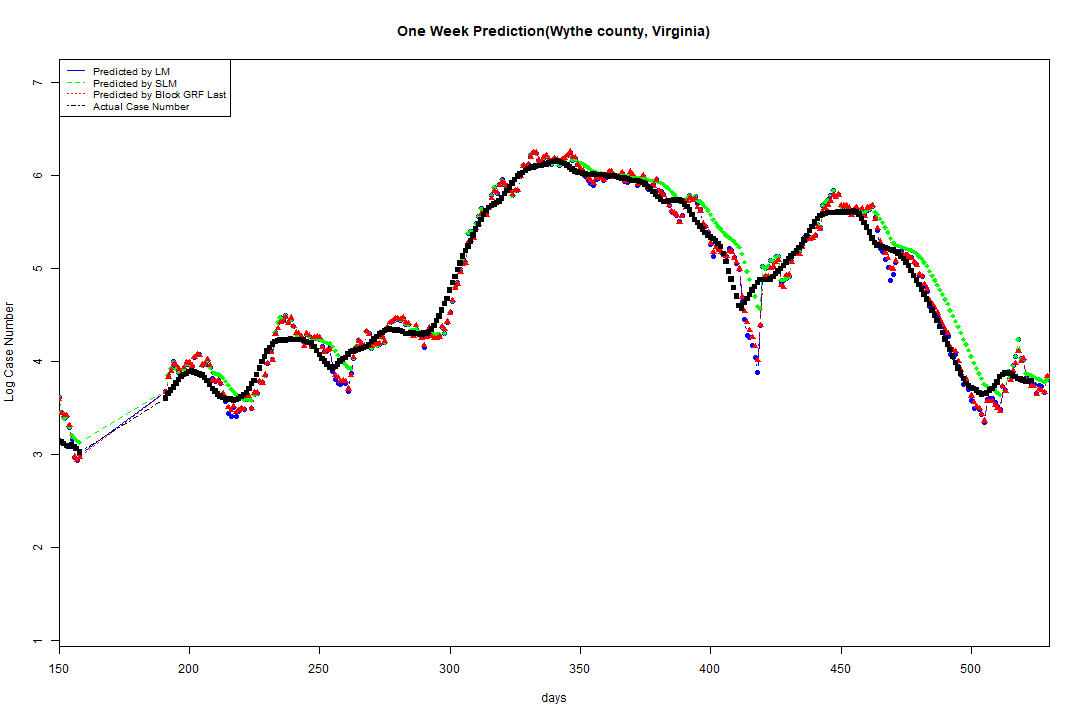 One Week Prediction(Wythe county, Virginia)
Predicted by LM
Predicted by SLM
Predicted by Block GRF Last
Actual Case Number
7
6
5
4
3
2
1
Log Case Number
150 200 250 300 350 400 450 500
days